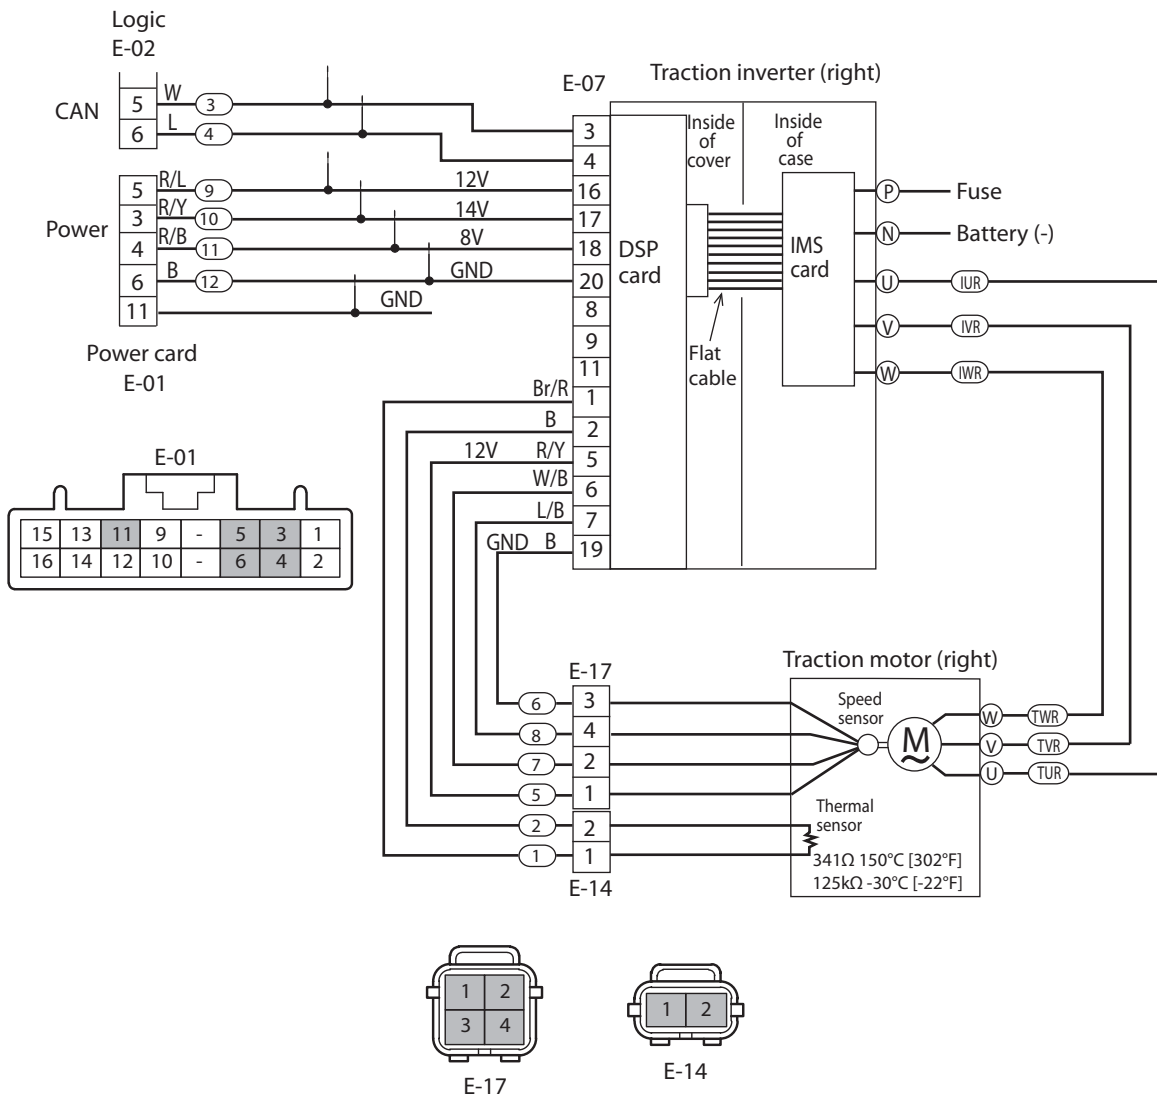 Logic
E-02
E-07
Traction inverter (right)
CAN
5 W 3
6 L 4
3
4
Power
5 R/L 9 12V 16
3 R/Y 10 14V 17
4 R/B 11 8V 18
6 B 12 GND 20
11 GND
8
9
11
Power card
E-01
DSP
card
Inside
of
cover
Inside
of
case
IMS
card
Flat
cable
P Fuse
N Battery (-)
U IUR
V IVR
W IWR
Br/R 1
B 2
12V R/Y 5
W/B 6
L/B 7
GND B 19
E-01
15 13 11 9 - 5 3 1
16 14 12 10 - 6 4 2
E-17
6 3
8 4
7 2
5 1
2 2
1 1
E-14
Traction motor (right)
Speed
sensor
M
W TWR
V TVR
U TUR
Thermal
sensor
341Ω 150°C [302°F]
125kΩ -30°C [-22°F]
1 2
3 4
E-17
1 2
E-14